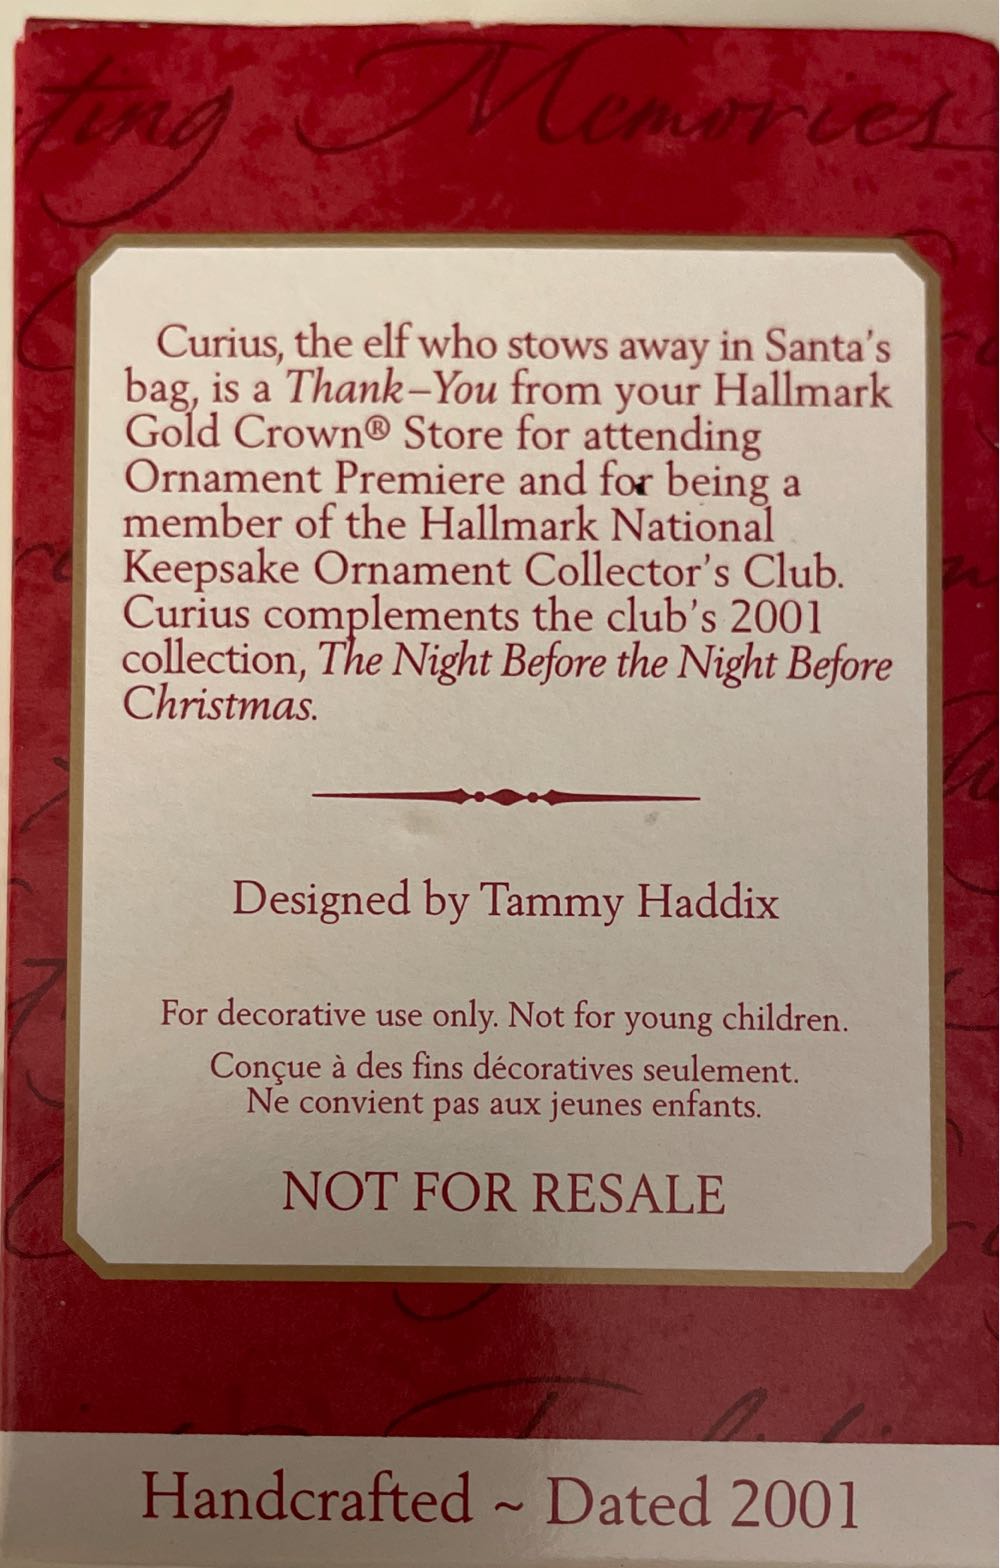 ting Memories
Curius, the elf who stows away in Santa's
bag, is a Thank–You from your Hallmark
Gold Crown® Store for attending
Ornament Premiere and for being a
member of the Hallmark National
Keepsake Ornament Collector's Club.
Curius complements the club's 2001
collection, The Night Before the Night Before
Christmas.
Designed by Tammy Haddix
For decorative use only. Not for young children.
Conçue à des fins décoratives seulement.
Ne convient pas aux jeunes enfants.
NOT FOR RESALE
Handcrafted ~ Dated 2001